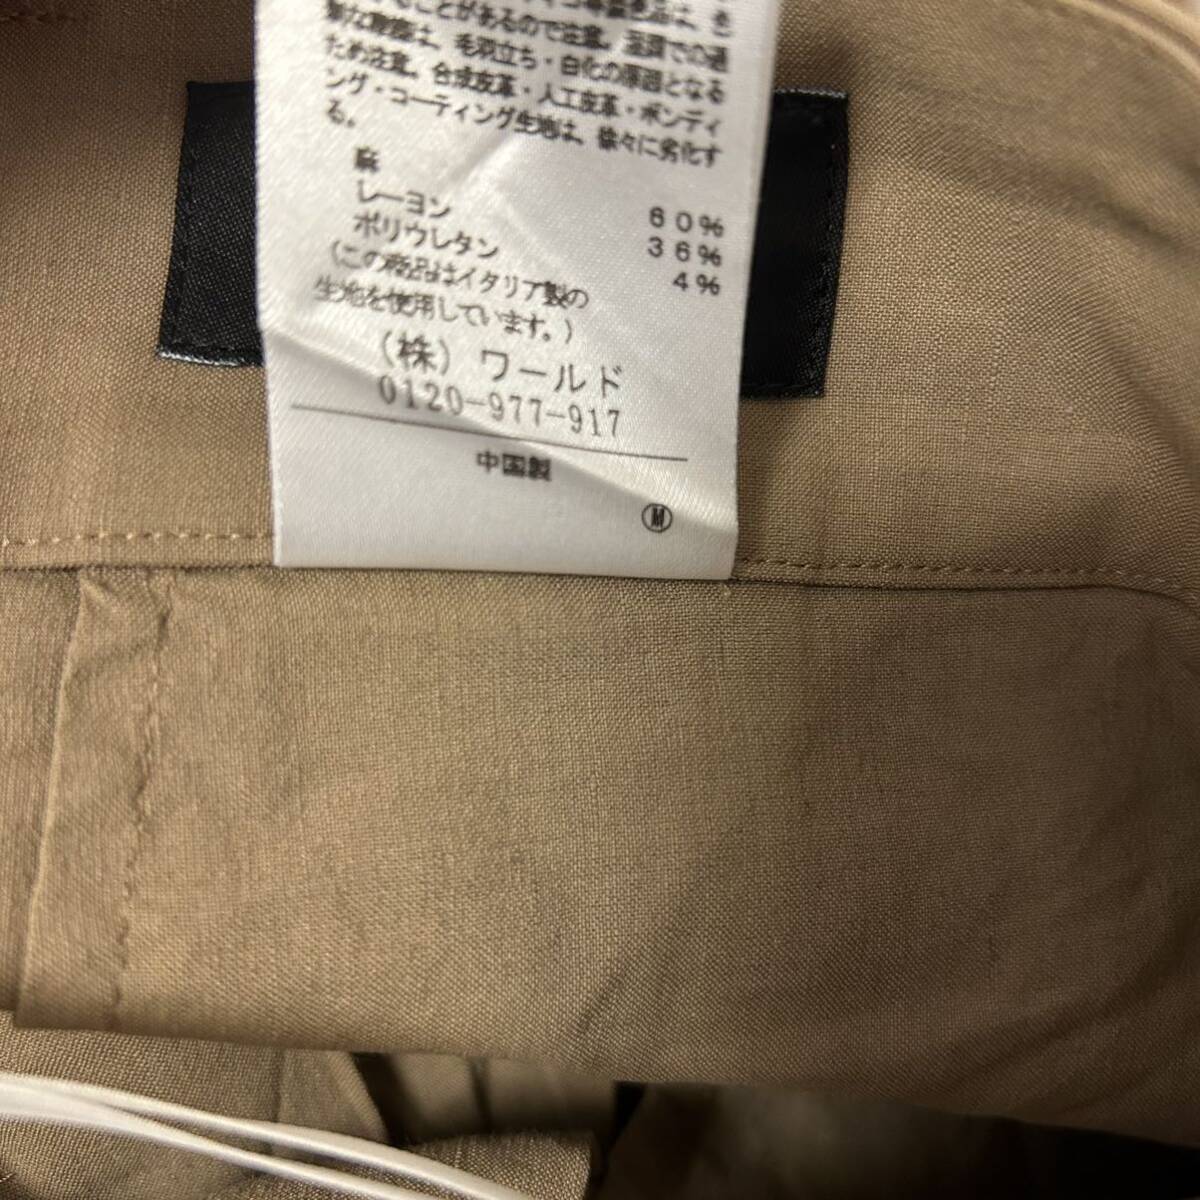 することがあるので注意。湿潤での過
剰な摩擦は、毛羽立ち・白化の原因となる
ため注意。合成皮革・人工皮革・ボンディ
ング・コーティング生地は、徐々に劣化す
る。
麻 60%
レーヨン 36%
ポリウレタン 4%
(この商品はイタリア製の
生地を使用しています。)
(株) ワールド
0120-977-917
中国製
Ⓜ